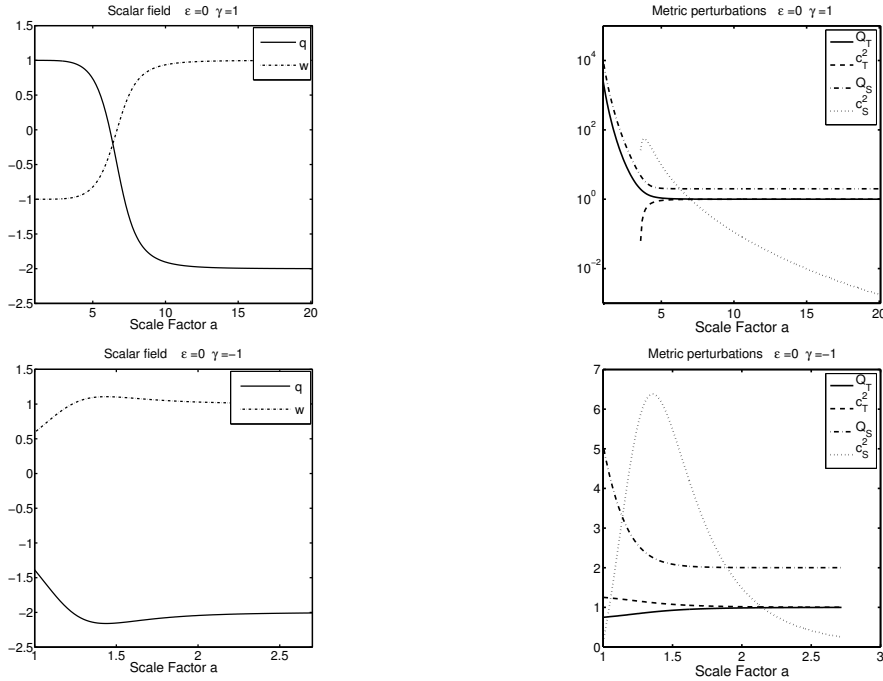 Scalar field ε =0 γ =1
1.5
1
0.5
0
−0.5
−1
−1.5
−2
−2.5
5
10
15
20
Scale Factor a
q
w
Metric perturbations ε =0 γ =1
10^4
10^2
10^0
10^−2
5
10
15
20
Scale Factor a
Q_T
c_T^2
Q_S
c_S^2
Scalar field ε =0 γ =−1
1.5
1
0.5
0
−0.5
−1
−1.5
−2
−2.5
1
1.5
2
2.5
Scale Factor a
q
w
Metric perturbations ε =0 γ =−1
7
6
5
4
3
2
1
0
1
1.5
2
2.5
3
Scale Factor a
Q_T
c_T^2
Q_S
c_S^2